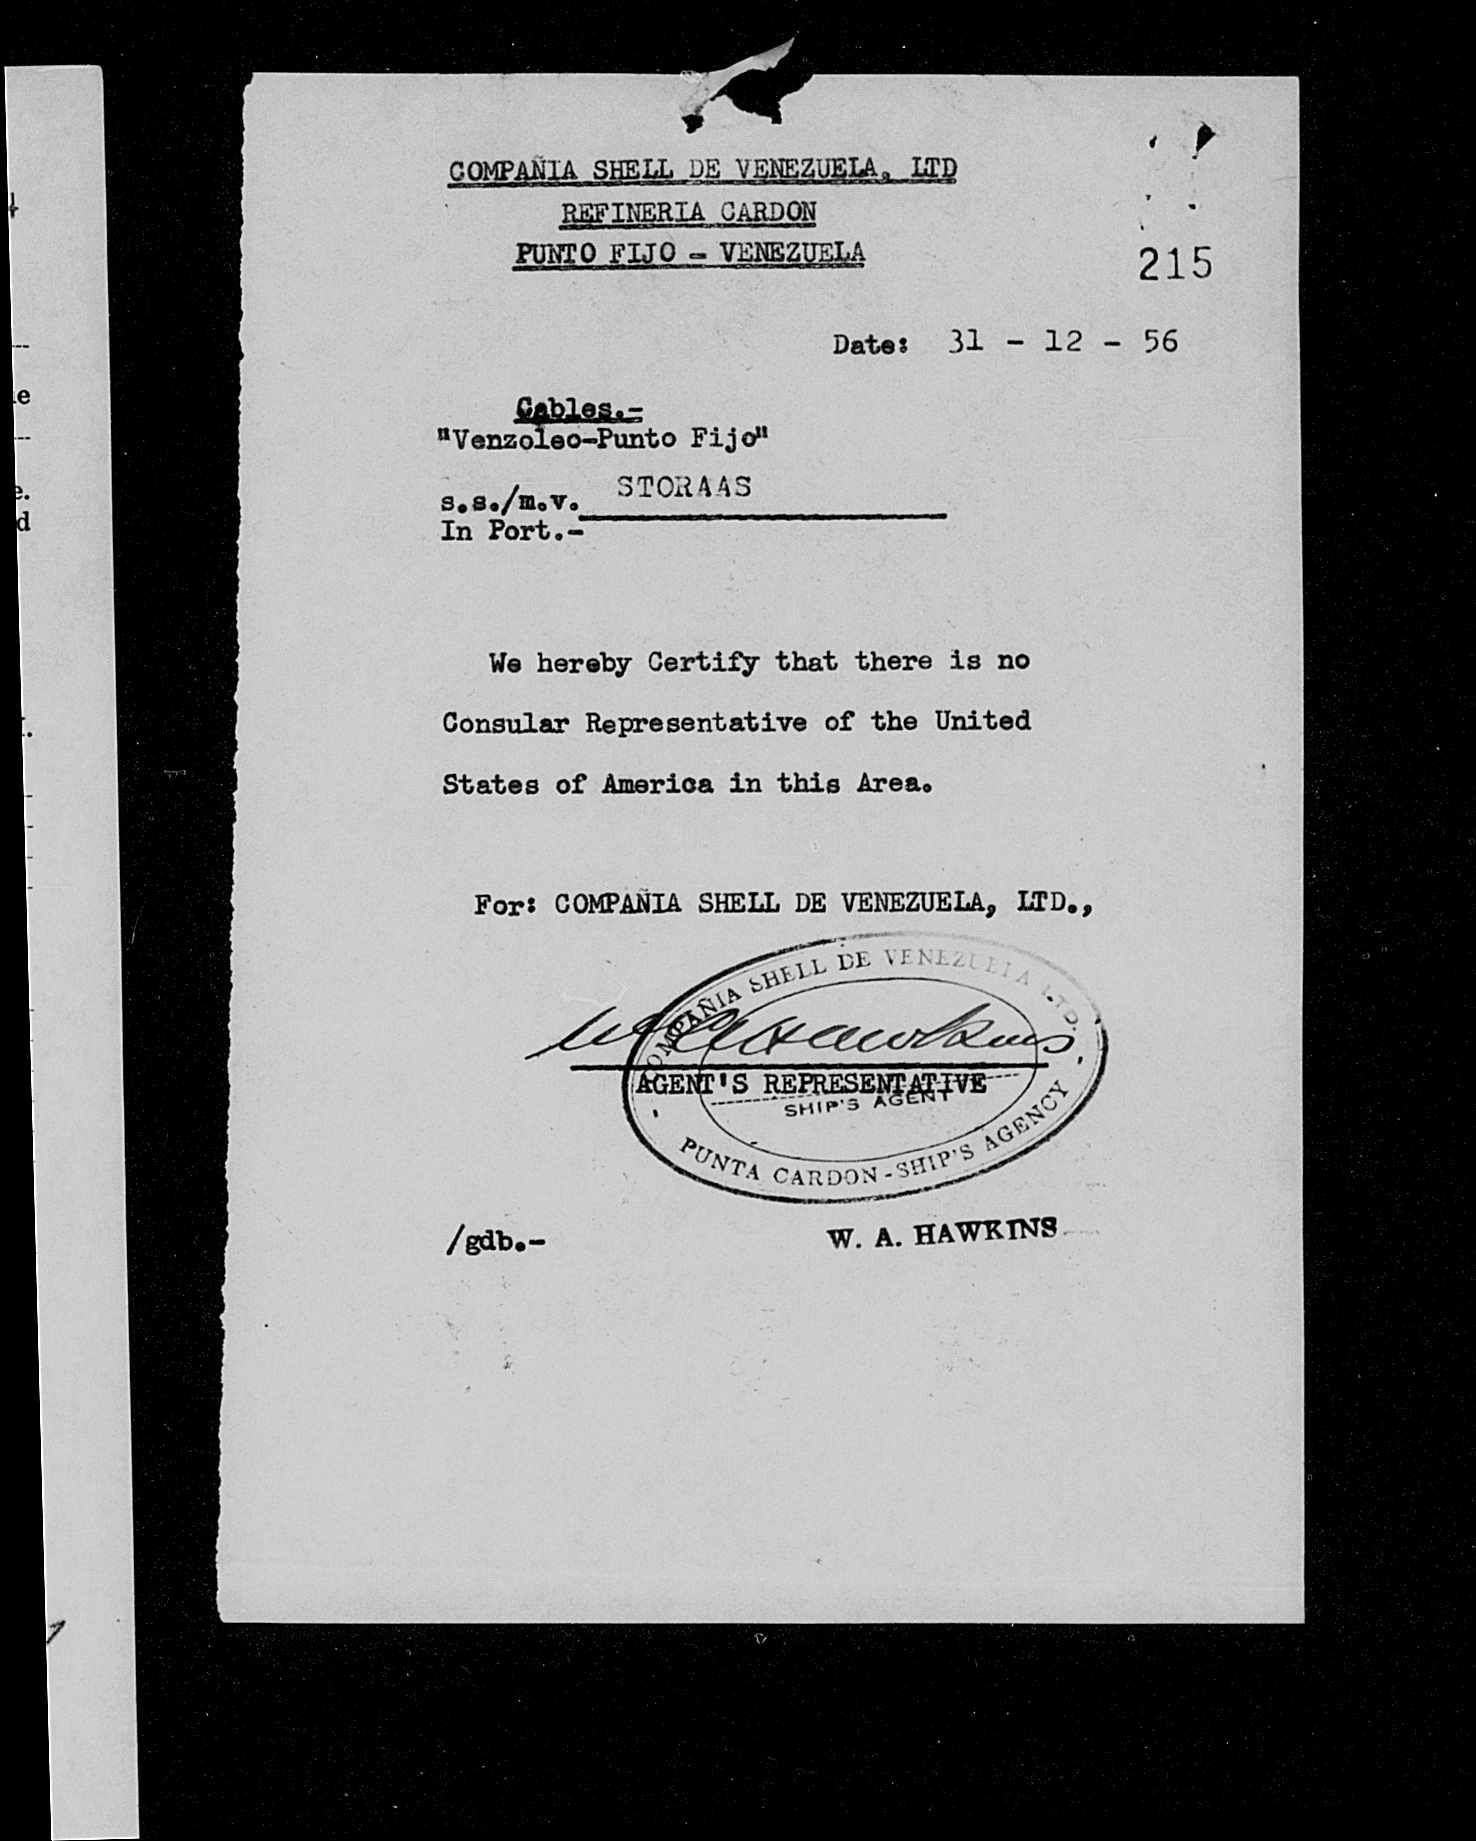 COMPAÑIA SHELL DE VENEZUELA, LTD
REFINERIA CARDON
PUNTO FIJO - VENEZUELA
215
Date: 31 - 12 - 56
Cables.-
"Venzoleo-Punto Fijo"
s.s./m.v. STORAAS
In Port.-
We hereby Certify that there is no
Consular Representative of the United
States of America in this Area.
For: COMPAÑIA SHELL DE VENEZUELA, LTD.,
COMPAÑIA SHELL DE VENEZUELA LTD.
W A Hawkins
AGENT'S REPRESENTATIVE
SHIP'S AGENT
PUNTA CARDON-SHIP'S AGENCY
/gdb.-
W. A. HAWKINS
e
e.
d